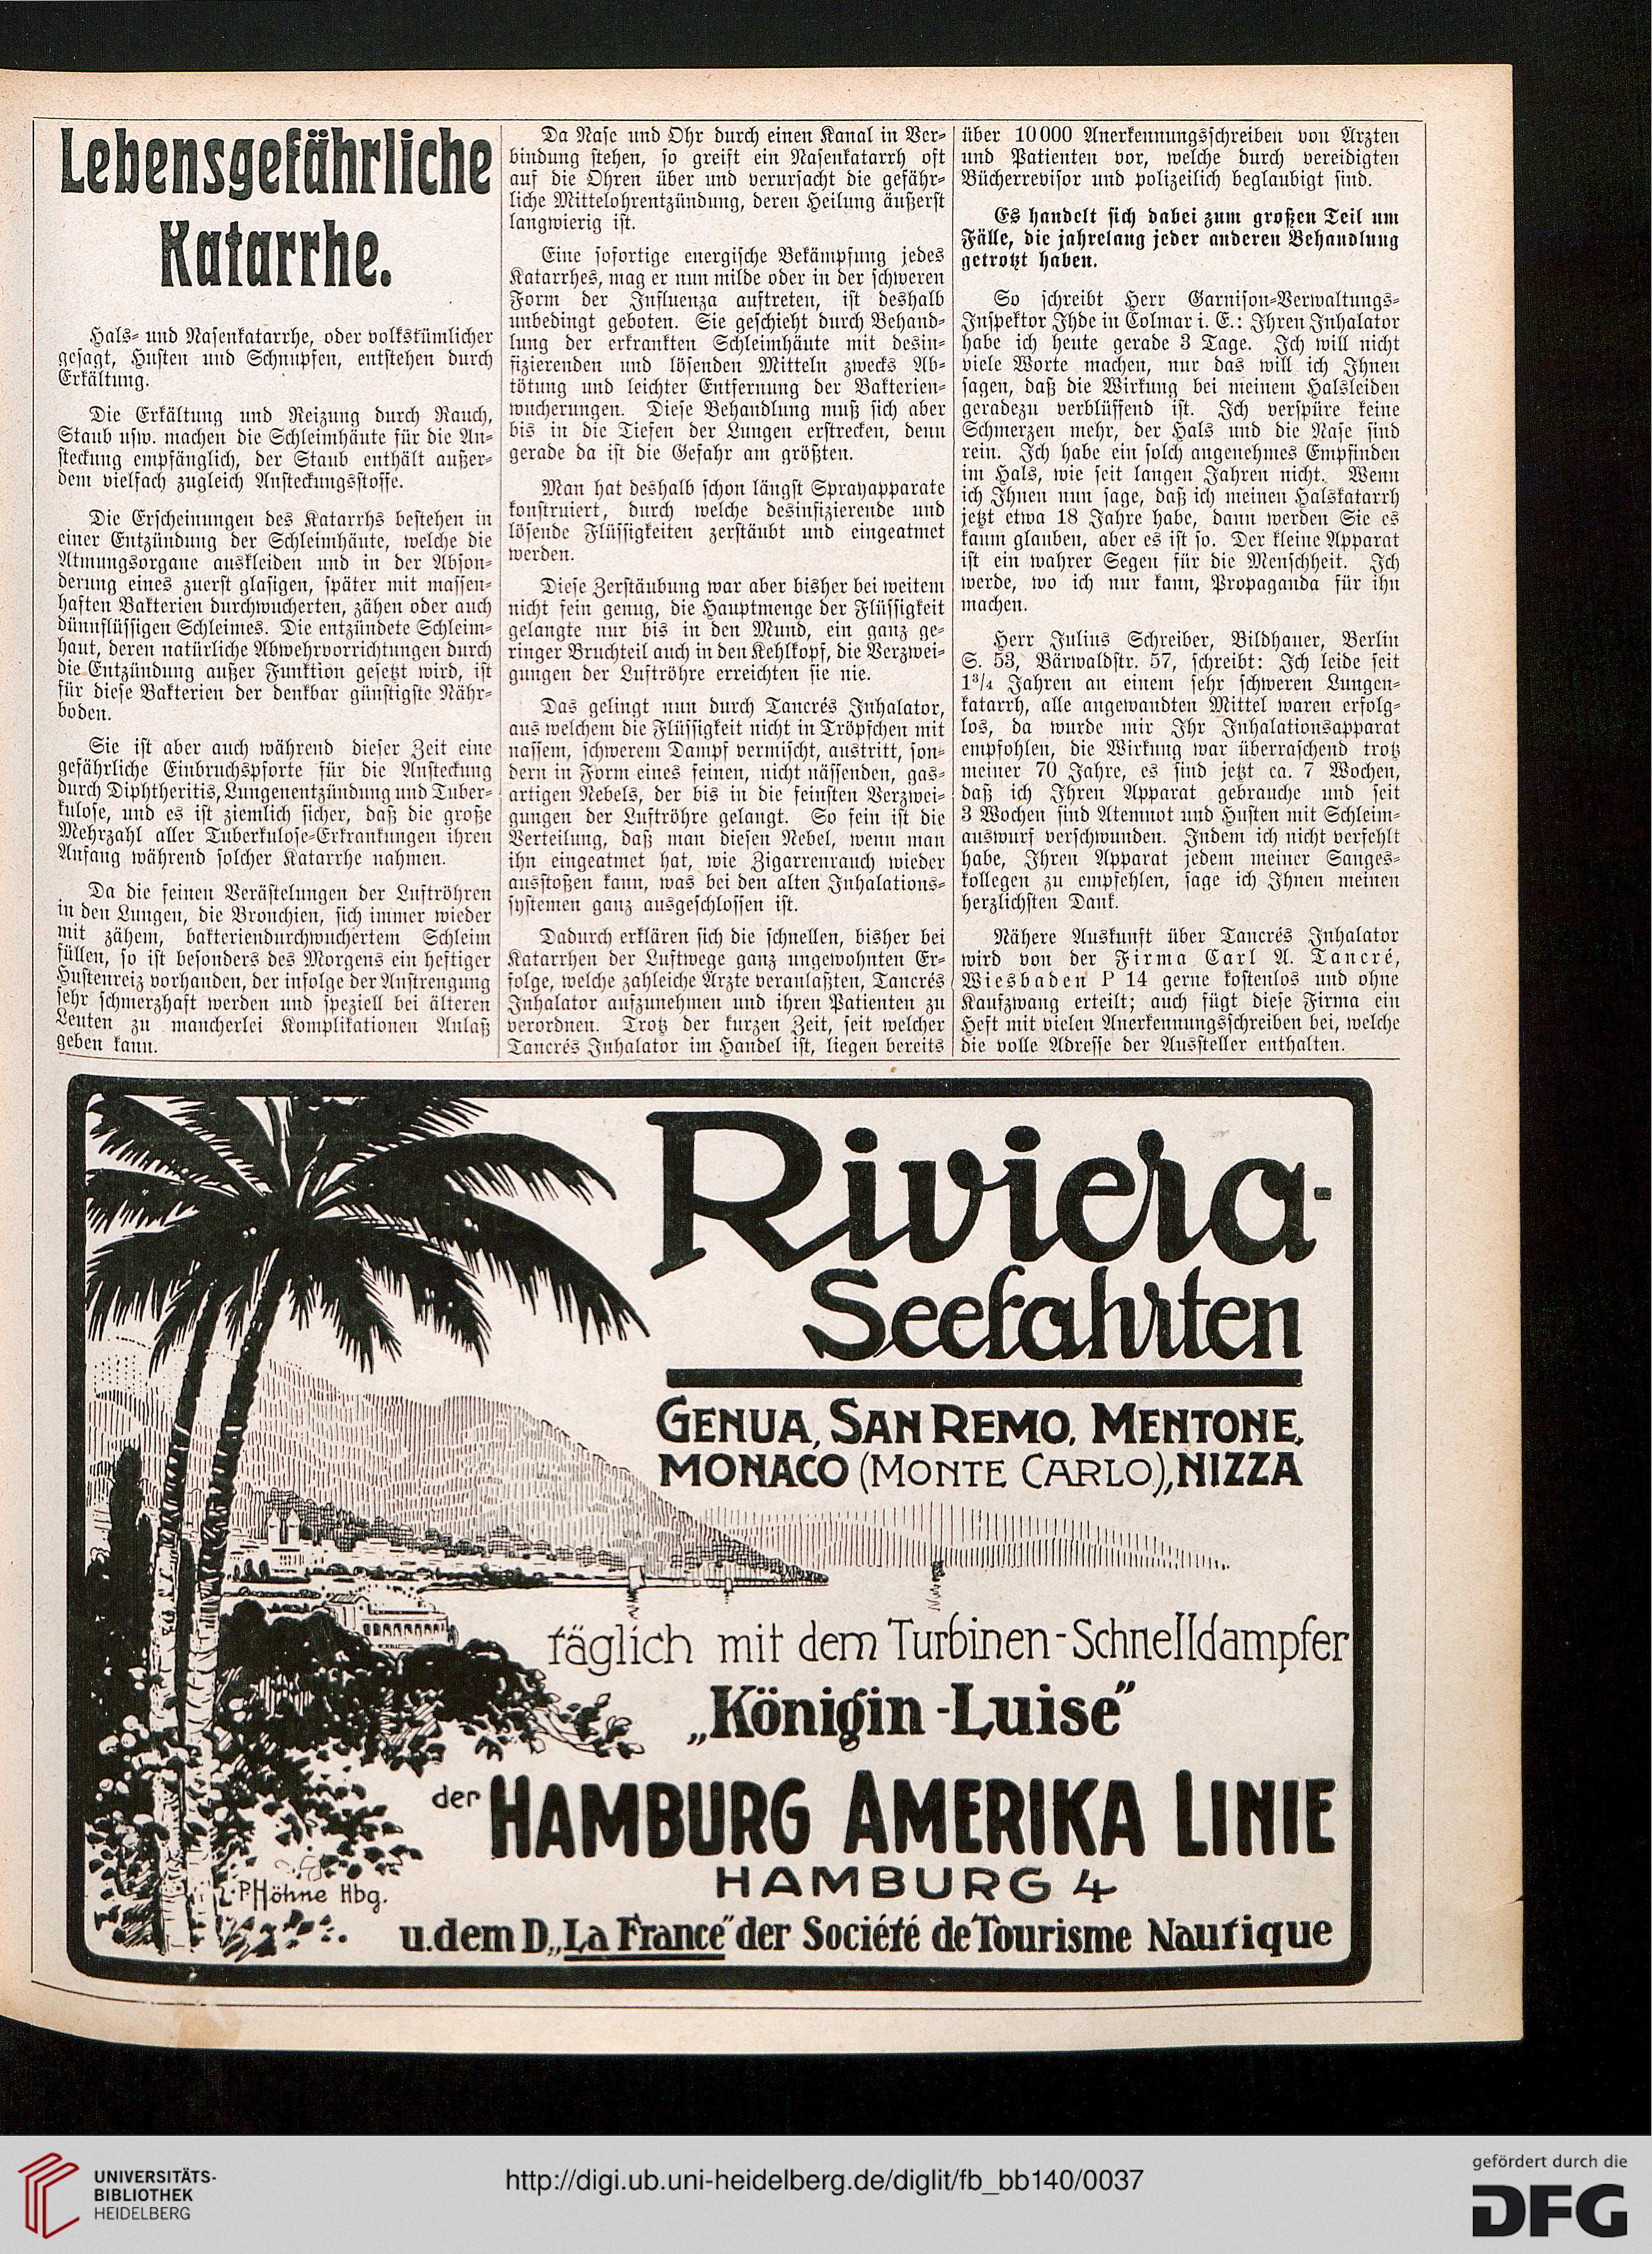 Lebensgefährliche
Katarrhe.
Hals- und Nasenkatarrhe, oder volkstümlicher
gesagt, Husten und Schnupfen, entstehen durch
Erkältung.
Die Erkältung und Reizung durch Rauch,
Staub usw. machen die Schleimhäute für die An-
steckung empfänglich, der Staub enthält außer-
dem vielfach zugleich Ansteckungsstoffe.
Die Erscheinungen des Katarrhs bestehen in
einer Entzündung der Schleimhäute, welche die
Atmungsorgane auskleiden und in der Abson-
derung eines zuerst glasigen, später mit massen-
haften Bakterien durchwucherten, zähen oder auch
dünnflüssigen Schleimes. Die entzündete Schleim-
haut, deren natürliche Abwehrvorrichtungen durch
die Entzündung außer Funktion gesetzt wird, ist
für diese Bakterien der denkbar günstigste Nähr-
boden.
Sie ist aber auch während dieser Zeit eine
gefährliche Einbruchspforte für die Ansteckung
durch Diphtheritis, Lungenentzündung und Tuber-
kulose, und es ist ziemlich sicher, daß die große
Mehrzahl aller Tuberkulose-Erkrankungen ihren
Anfang während solcher Katarrhe nahmen.
Da die feinen Verästelungen der Luftröhren
in den Lungen, die Bronchien, sich immer wieder
mit zähem, bakteriendurchwuchertem Schleim
füllen, so ist besonders des Morgens ein heftiger
Hustenreiz vorhanden, der infolge der Anstrengung
sehr schmerzhaft werden und speziell bei älteren
Leuten zu mancherlei Komplikationen Anlaß
geben kann.
Da Nase und Ohr durch einen Kanal in Ver-
bindung stehen, so greift ein Nasenkatarrh oft
auf die Ohren über und verursacht die gefähr-
liche Mittelohrentzündung, deren Heilung äußerst
langwierig ist.
Eine sofortige energische Bekämpfung jedes
Katarrhes, mag er nun milde oder in der schweren
Form der Influenza auftreten, ist deshalb
unbedingt geboten. Sie geschieht durch Behand-
lung der erkrankten Schleimhäute mit desin-
fizierenden und lösenden Mitteln zwecks Ab-
tötung und leichter Entfernung der Bakterien-
wucherungen. Diese Behandlung muß sich aber
bis in die Tiefen der Lungen erstrecken, denn
gerade da ist die Gefahr am größten.
Man hat deshalb schon längst Sprayapparate
konstruiert, durch welche desinfizierende und
lösende Flüssigkeiten zerstäubt und eingeatmet
werden.
Diese Zerstäubung war aber bisher bei weitem
nicht fein genug, die Hauptmenge der Flüssigkeit
gelangte nur bis in den Mund, ein ganz ge-
ringer Bruchteil auch in den Kehlkopf, die Verzwei-
gungen der Luftröhre erreichten sie nie.
Das gelingt nun durch Tancrés Inhalator,
aus welchem die Flüssigkeit nicht in Tröpfchen mit
nassem, schwerem Dampf vermischt, austritt, son-
dern in Form eines feinen, nicht nässenden, gas-
artigen Nebels, der bis in die feinsten Verzwei-
gungen der Luftröhre gelangt. So fein ist die
Verteilung, daß man diesen Nebel, wenn man
ihn eingeatmet hat, wie Zigarrenrauch wieder
ausstoßen kann, was bei den alten Inhalations-
systemen ganz ausgeschlossen ist.
Dadurch erklären sich die schnellen, bisher bei
Katarrhen der Luftwege ganz ungewohnten Er-
folge, welche zahleiche Ärzte veranlaßten, Tancrés
Inhalator aufzunehmen und ihren Patienten zu
verordnen. Trotz der kurzen Zeit, seit welcher
Tancrés Inhalator im Handel ist, liegen bereits
über 10 000 Anerkennungsschreiben von Ärzten
und Patienten vor, welche durch vereidigten
Bücherrevisor und polizeilich beglaubigt sind.
Es handelt sich dabei zum großen Teil um
Fälle, die jahrelang jeder anderen Behandlung
getrotzt haben.
So schreibt Herr Garnison-Verwaltungs-
Inspektor Ihde in Colmar i. E.: Ihren Inhalator
habe ich heute gerade 3 Tage. Ich will nicht
viele Worte machen, nur das will ich Ihnen
sagen, daß die Wirkung bei meinem Halsleiden
geradezu verblüffend ist. Ich verspüre keine
Schmerzen mehr, der Hals und die Nase sind
rein. Ich habe ein solch angenehmes Empfinden
im Hals, wie seit langen Jahren nicht. Wenn
ich Ihnen nun sage, daß ich meinen Halskatarrh
jetzt etwa 18 Jahre habe, dann werden Sie es
kaum glauben, aber es ist so. Der kleine Apparat
ist ein wahrer Segen für die Menschheit. Ich
werde, wo ich nur kann, Propaganda für ihn
machen.
Herr Julius Schreiber, Bildhauer, Berlin
S. 53, Bärwaldstr. 57, schreibt: Ich leide seit
1³/₄ Jahren an einem sehr schweren Lungen-
katarrh, alle angewandten Mittel waren erfolg-
los, da wurde mir Ihr Inhalationsapparat
empfohlen, die Wirkung war überraschend trotz
meiner 70 Jahre, es sind jetzt ca. 7 Wochen,
daß ich Ihren Apparat gebrauche und seit
3 Wochen sind Atemnot und Husten mit Schleim-
auswurf verschwunden. Indem ich nicht verfehlt
habe, Ihren Apparat jedem meiner Sanges-
kollegen zu empfehlen, sage ich Ihnen meinen
herzlichsten Dank.
Nähere Auskunft über Tancrés Inhalator
wird von der Firma Carl A. Tancré,
Wiesbaden P 14 gerne kostenlos und ohne
Kaufzwang erteilt; auch fügt diese Firma ein
Heft mit vielen Anerkennungsschreiben bei, welche
die volle Adresse der Aussteller enthalten.
Riviera-
Seefahrten
GENUA, SAN REMO, MENTONE,
MONACO (MONTE CARLO), NIZZA
täglich mit dem Turbinen-Schnelldampfer
„Königin-Luise"
der HAMBURG AMERIKA LINIE
HAMBURG 4
P Höhne Hbg.
u. dem D. „La France" der Société de Tourisme Nautique
UNIVERSITÄTS-
BIBLIOTHEK
HEIDELBERG
http://digi.ub.uni-heidelberg.de/diglit/fb_bb140/0037
gefördert durch die
DFG